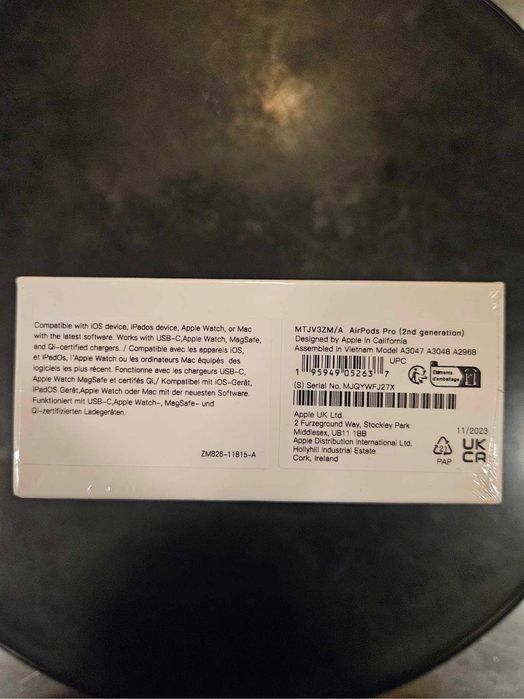 Compatible with iOS device, iPados device, Apple Watch, or Mac
with the latest software. Works with USB-C,Apple Watch, MagSafe,
and Qi-certified chargers. / Compatible avec les appareils iOS,
et iPadOs, l'Apple Watch ou les ordinateurs Mac équipés des
logiciels les plus récent. Fonctionne avec les chargeurs USB-C,
Apple Watch MagSafe et certifés Qi./ Kompatibel mit iOS-Gerät,
iPadOS Gerät,Apple Watch oder Mac mit der neuesten Software.
Funktioniert mit USB-C,Apple Watch-, MagSafe- und
Qi-zertifizierten Ladegeräten.
ZM826-11815-A
MTJV3ZM/A AirPods Pro (2nd generation)
Designed by Apple in California
Assembled in Vietnam Model A3047 A3048 A2968
UPC
1 95949 05263 7
Éléments
d'emballage
(S) Serial No. MJQYWFJ27X
Apple UK Ltd.
2 Furzeground Way, Stockley Park
Middlesex, UB11 1BB
Apple Distribution International Ltd.
Hollyhill Industrial Estate
Cork, Ireland
11/2023
21
PAP
UK
CA